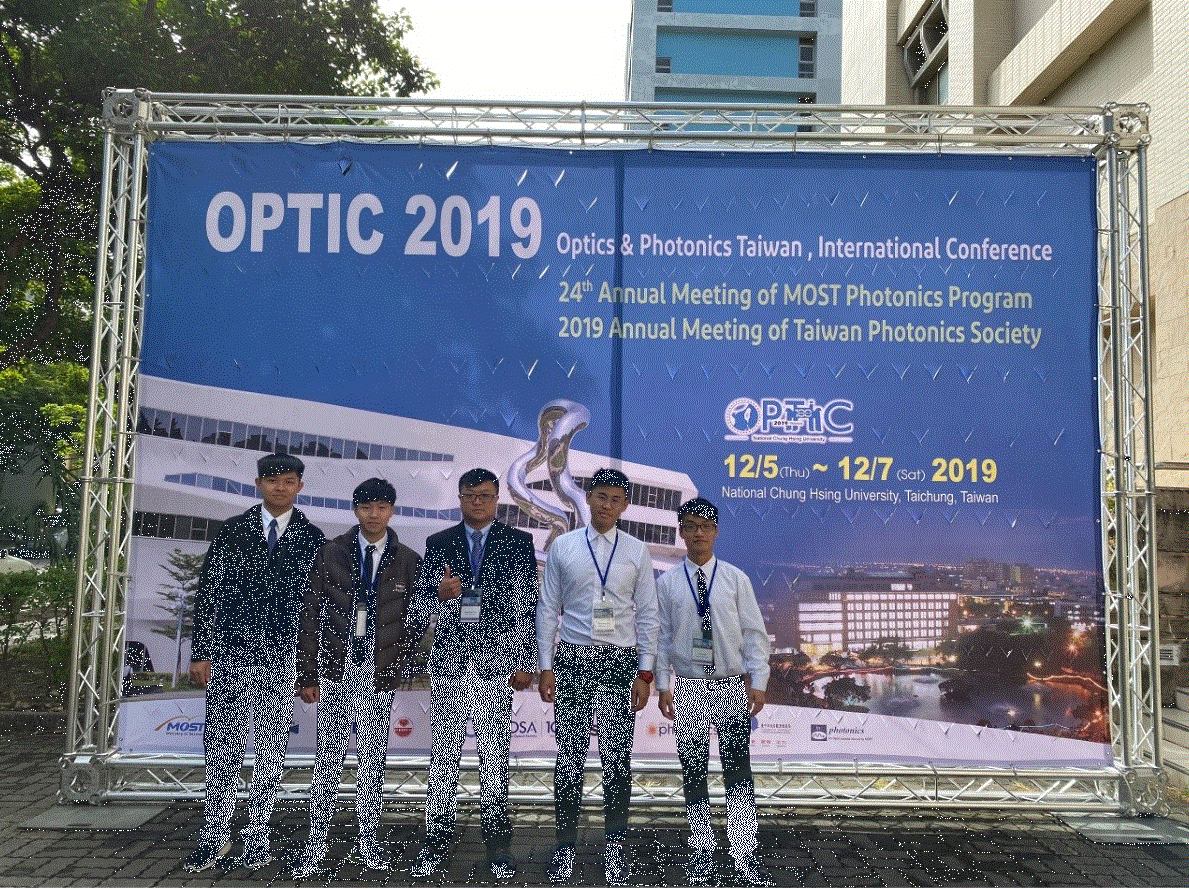 OPTIC 2019
Optics & Photonics Taiwan , International Conference
24th Annual Meeting of MOST Photonics Program
2019 Annual Meeting of Taiwan Photonics Society
OPTIC
2019
National Chung Hsing University
12/5 (Thu) ~ 12/7 (Sat) 2019
National Chung Hsing University, Taichung, Taiwan
MOST
photonics